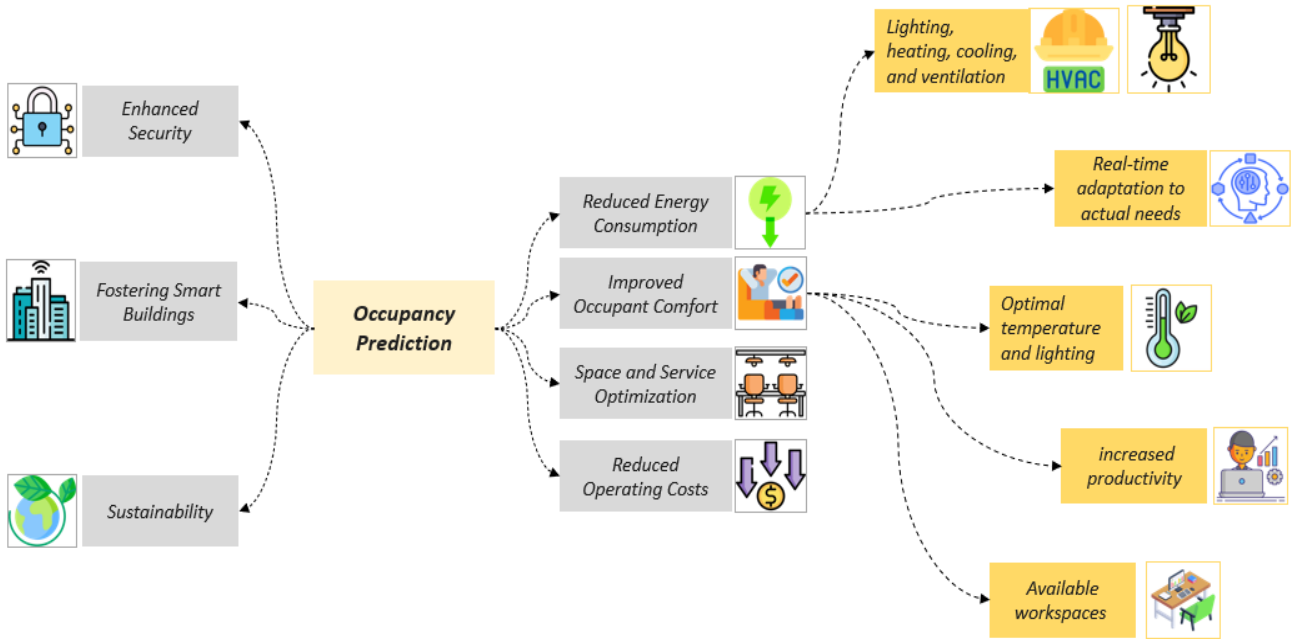 Enhanced
Security
Fostering Smart
Buildings
Sustainability
Occupancy
Prediction
Reduced Energy
Consumption
Improved
Occupant Comfort
Space and Service
Optimization
Reduced
Operating Costs
$
Lighting,
heating, cooling,
and ventilation
HVAC
Real-time
adaptation to
actual needs
Optimal
temperature
and lighting
increased
productivity
Available
workspaces